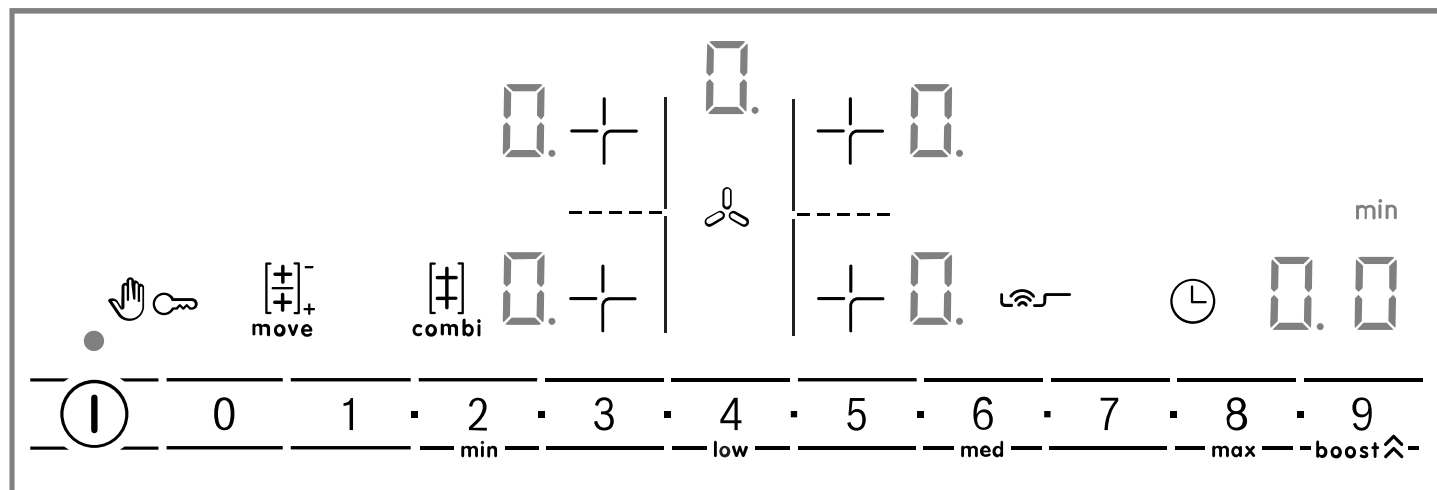 0.
0. 0.
min
0. 0. 0. 0
move combi
0 1 · 2 · 3 · 4 · 5 · 6 · 7 · 8 · 9
min low med max boost